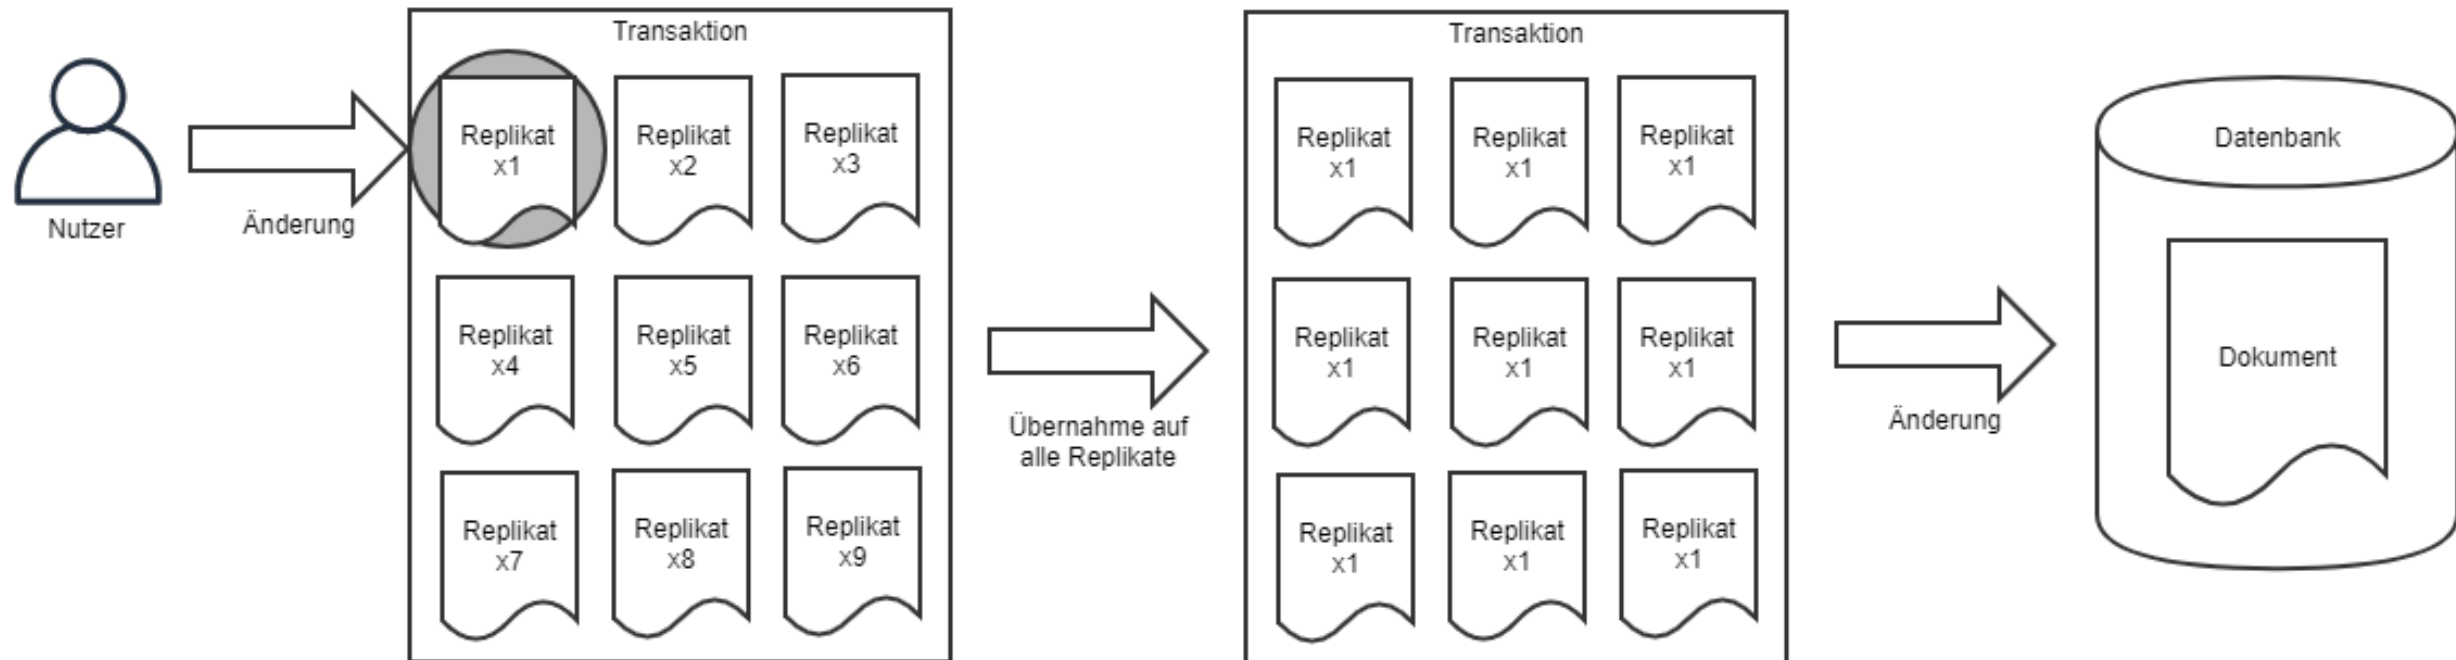 Nutzer
Änderung
Transaktion
Replikat
x1
Replikat
x2
Replikat
x3
Replikat
x4
Replikat
x5
Replikat
x6
Replikat
x7
Replikat
x8
Replikat
x9
Übernahme auf
alle Replikate
Transaktion
Replikat
x1
Replikat
x1
Replikat
x1
Replikat
x1
Replikat
x1
Replikat
x1
Replikat
x1
Replikat
x1
Replikat
x1
Änderung
Datenbank
Dokument